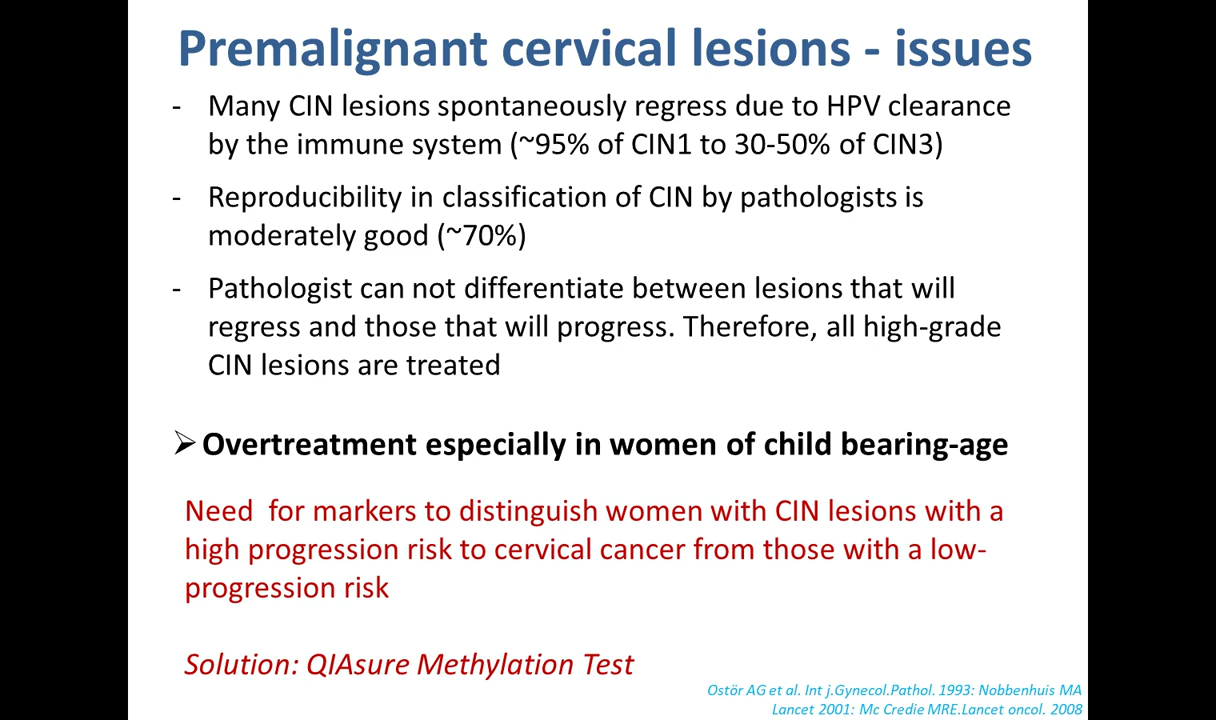 Premalignant cervical lesions - issues
- Many CIN lesions spontaneously regress due to HPV clearance
by the immune system (~95% of CIN1 to 30-50% of CIN3)
- Reproducibility in classification of CIN by pathologists is
moderately good (~70%)
- Pathologist can not differentiate between lesions that will
regress and those that will progress. Therefore, all high-grade
CIN lesions are treated
➢ Overtreatment especially in women of child bearing-age
Need  for markers to distinguish women with CIN lesions with a
high progression risk to cervical cancer from those with a low-
progression risk
Solution: QIAsure Methylation Test
Ostör AG et al. Int j.Gynecol.Pathol. 1993: Nobbenhuis MA
Lancet 2001: Mc Credie MRE.Lancet oncol. 2008